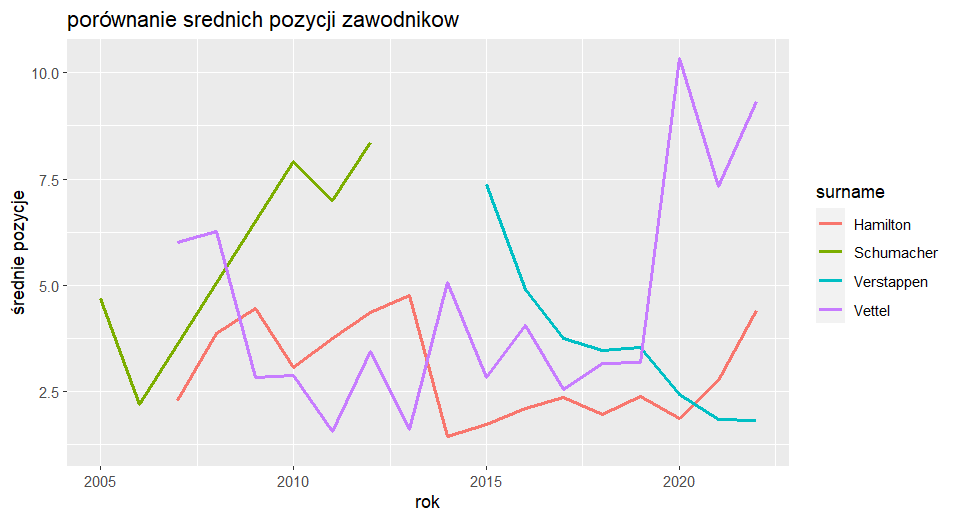 porównanie srednich pozycji zawodnikow
10.0
7.5
5.0
2.5
średnie pozycje
2005 2010 2015 2020
rok
surname
Hamilton
Schumacher
Verstappen
Vettel